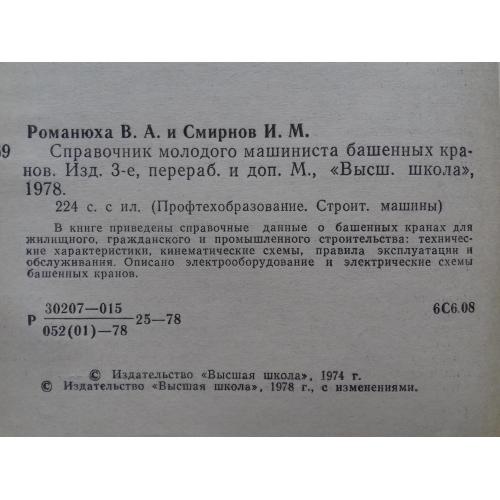 Романюха В. А. и Смирнов И. М.
69 Справочник молодого машиниста башенных кра-
нов. Изд. 3-е, перераб. и доп. М., «Высш. школа»,
1978.
224 с. с ил. (Профтехобразование. Строит. машины)
В книге приведены справочные данные о башенных кранах для
жилищного, гражданского и промышленного строительства: техничес-
кие характеристики, кинематические схемы, правила эксплуатации и
обслуживания. Описано электрооборудование и электрические схемы
башенных кранов.
Р 30207—015 25—78 6С6.08
052(01)—78
© Издательство «Высшая школа», 1974 г.
© Издательство «Высшая школа», 1978 г., с изменениями.